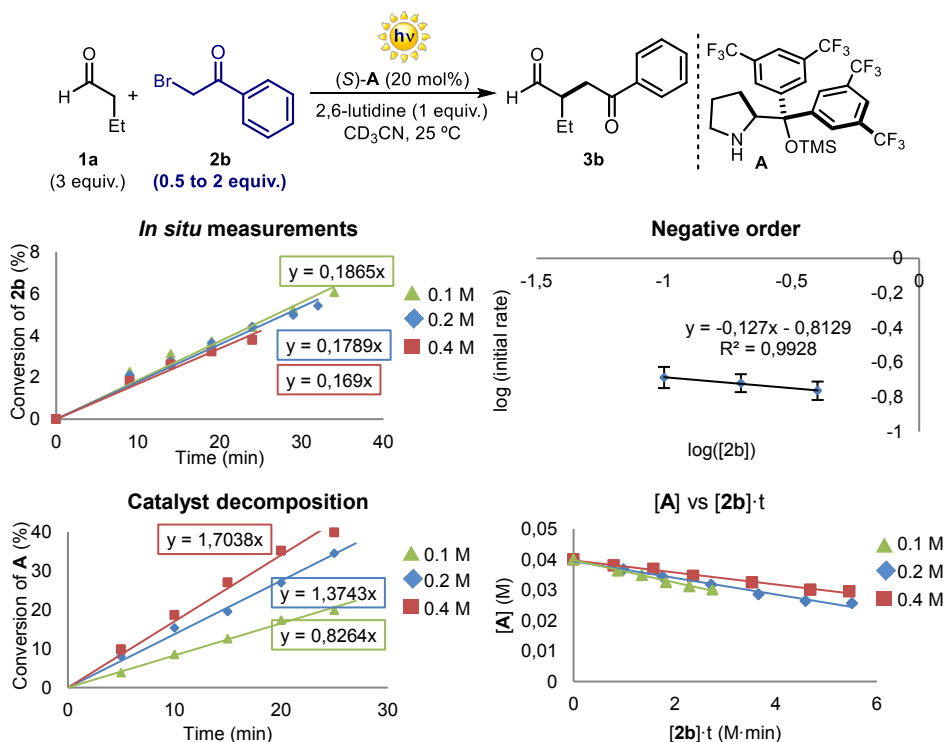 O
H
Et
1a
(3 equiv.)
+
Br
O
2b
(0.5 to 2 equiv.)
hν
(S)-A (20 mol%)
2,6-lutidine (1 equiv.)
CD3CN, 25 ºC
O
H
Et
O
3b
F3C
CF3
CF3
CF3
N
H
OTMS
A
In situ measurements
Conversion of 2b (%)
8
6
4
2
0
0 10 20 30 40
Time (min)
y = 0,1865x
y = 0,1789x
y = 0,169x
0.1 M
0.2 M
0.4 M
Negative order
log (initial rate)
-1,5 -1 -0,5 0
0
-0,2
-0,4
-0,6
-0,8
-1
y = -0,127x - 0,8129
R² = 0,9928
log([2b])
Catalyst decomposition
Conversion of A (%)
40
30
20
10
0
0 10 20 30
Time (min)
y = 1,7038x
y = 1,3743x
y = 0,8264x
0.1 M
0.2 M
0.4 M
[A] vs [2b]·t
[A] (M)
0,05
0,04
0,03
0,02
0,01
0
0 2 4 6
[2b]·t (M·min)
0.1 M
0.2 M
0.4 M